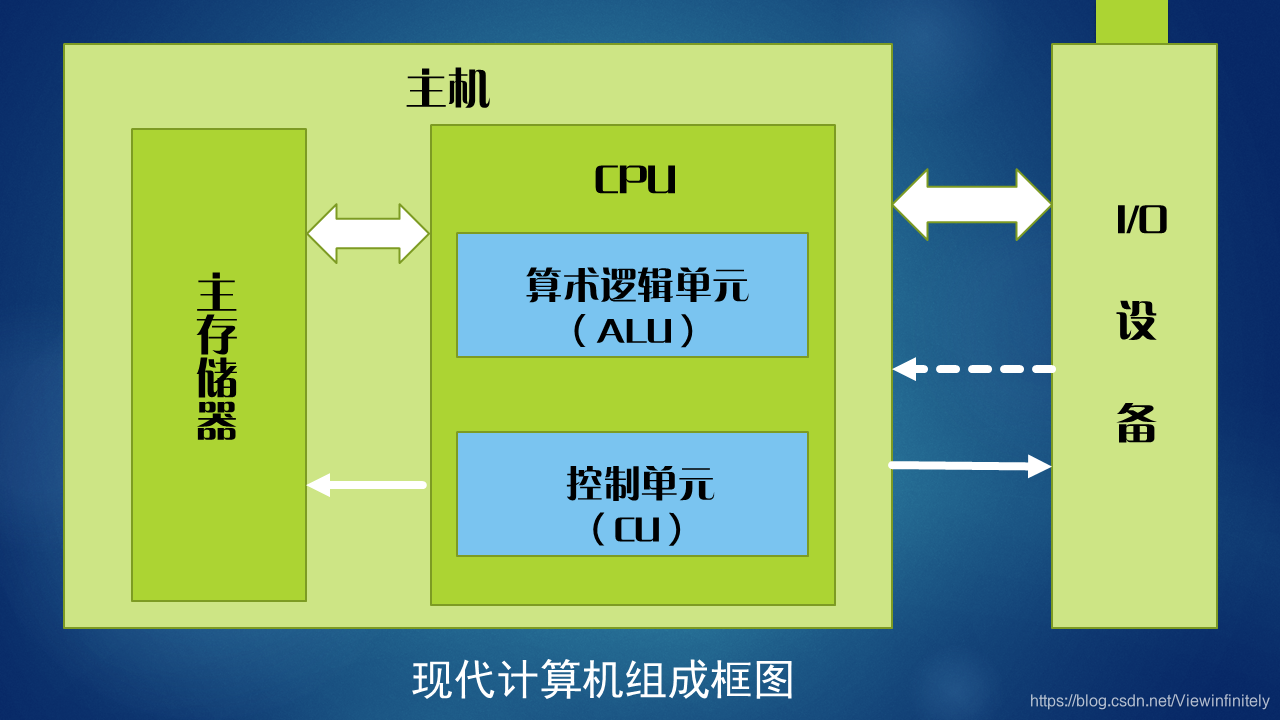 主机
主存储器
CPU
算术逻辑单元
（ALU）
控制单元
（CU）
I/O
设
备
现代计算机组成框图
https://blog.csdn.net/Viewinfinitely